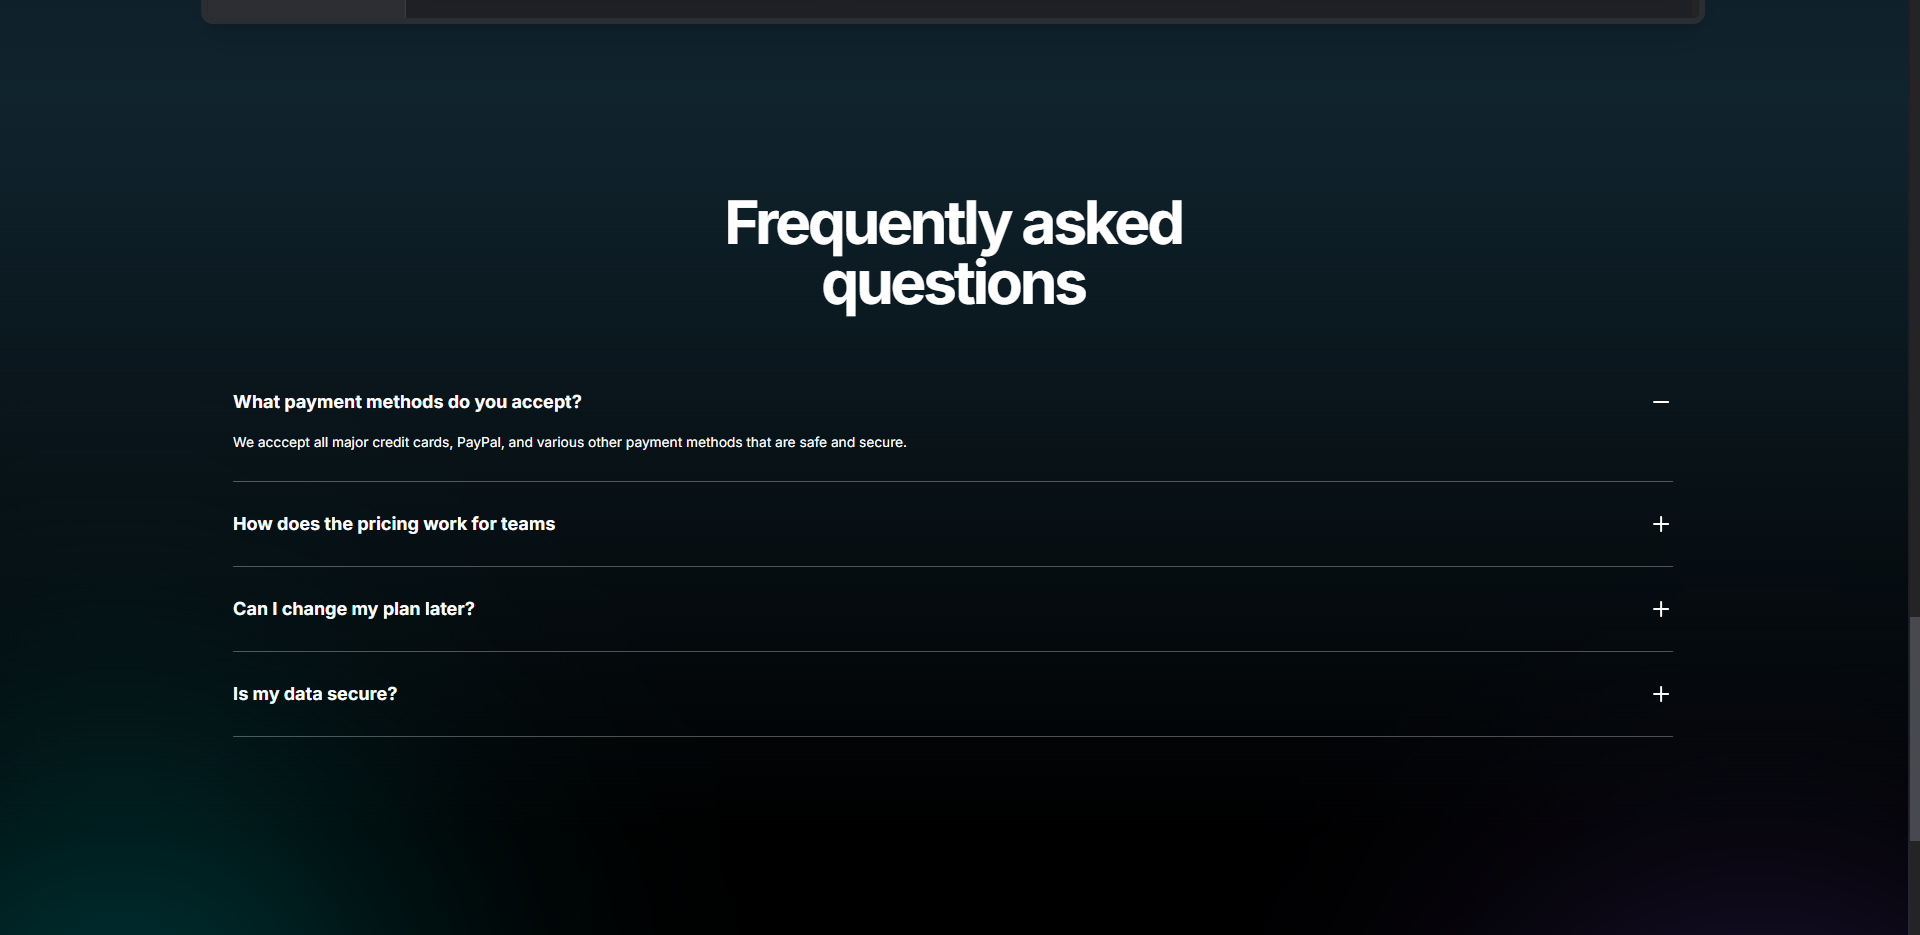 Frequently asked
questions
What payment methods do you accept?
We acccept all major credit cards, PayPal, and various other payment methods that are safe and secure.
How does the pricing work for teams
Can I change my plan later?
Is my data secure?